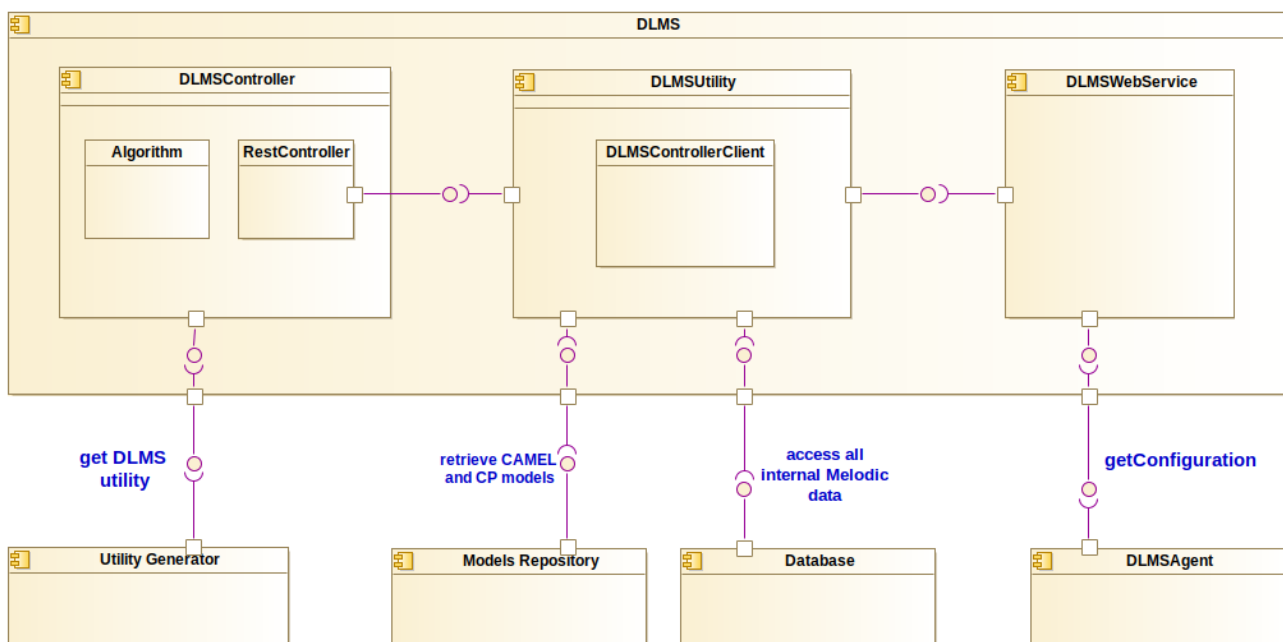 DLMS
DLMSController
DLMSUtility
DLMSWebService
Algorithm
RestController
DLMSControllerClient
get DLMS
utility
retrieve CAMEL
and CP models
access all
internal Melodic
data
getConfiguration
Utility Generator
Models Repository
Database
DLMSAgent